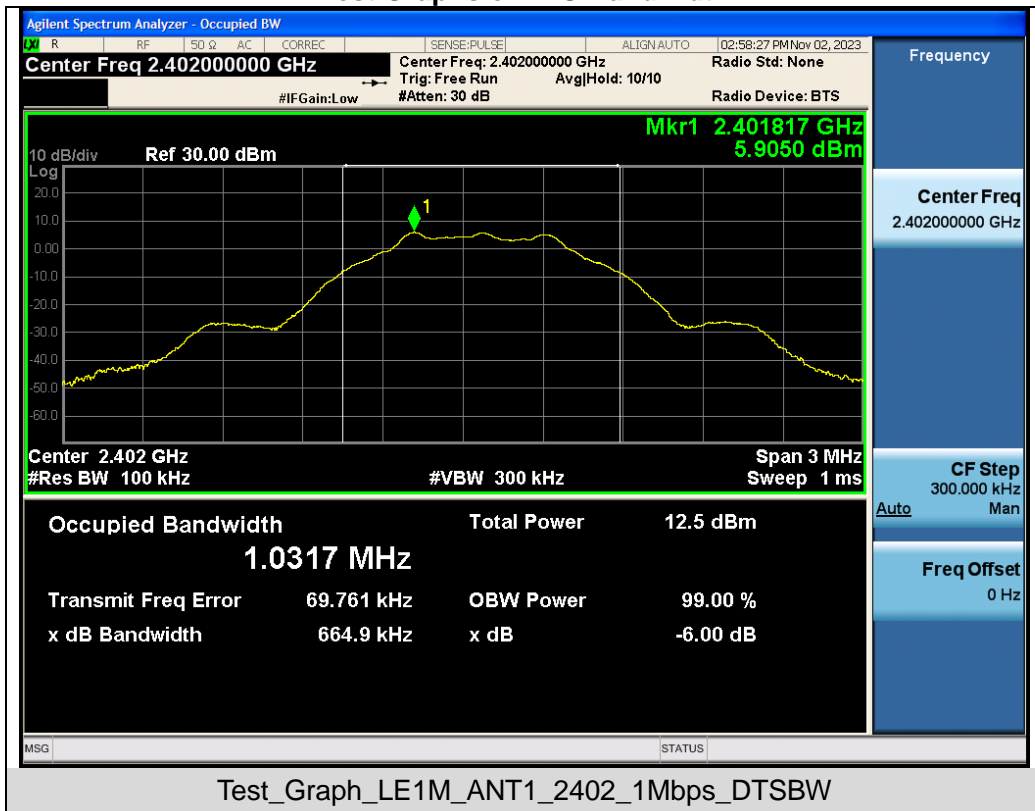 Agilent Spectrum Analyzer - Occupied BW
LXI R RF 50 Ω AC CORREC SENSE:PULSE ALIGN AUTO 02:58:27 PM Nov 02, 2023
Center Freq 2.402000000 GHz
Center Freq: 2.402000000 GHz
Radio Std: None
Trig: Free Run Avg|Hold: 10/10
#IFGain:Low #Atten: 30 dB Radio Device: BTS
Frequency
Mkr1 2.401817 GHz
5.9050 dBm
10 dB/div Ref 30.00 dBm
Log
20.0
10.0
0.00
-10.0
-20.0
-30.0
-40.0
-50.0
-60.0
1
Center 2.402 GHz Span 3 MHz
#Res BW 100 kHz #VBW 300 kHz Sweep 1 ms
Center Freq
2.402000000 GHz
CF Step
300.000 kHz
Auto Man
Freq Offset
0 Hz
Occupied Bandwidth Total Power 12.5 dBm
1.0317 MHz
Transmit Freq Error 69.761 kHz OBW Power 99.00 %
x dB Bandwidth 664.9 kHz x dB -6.00 dB
MSG STATUS
Test_Graph_LE1M_ANT1_2402_1Mbps_DTSBW